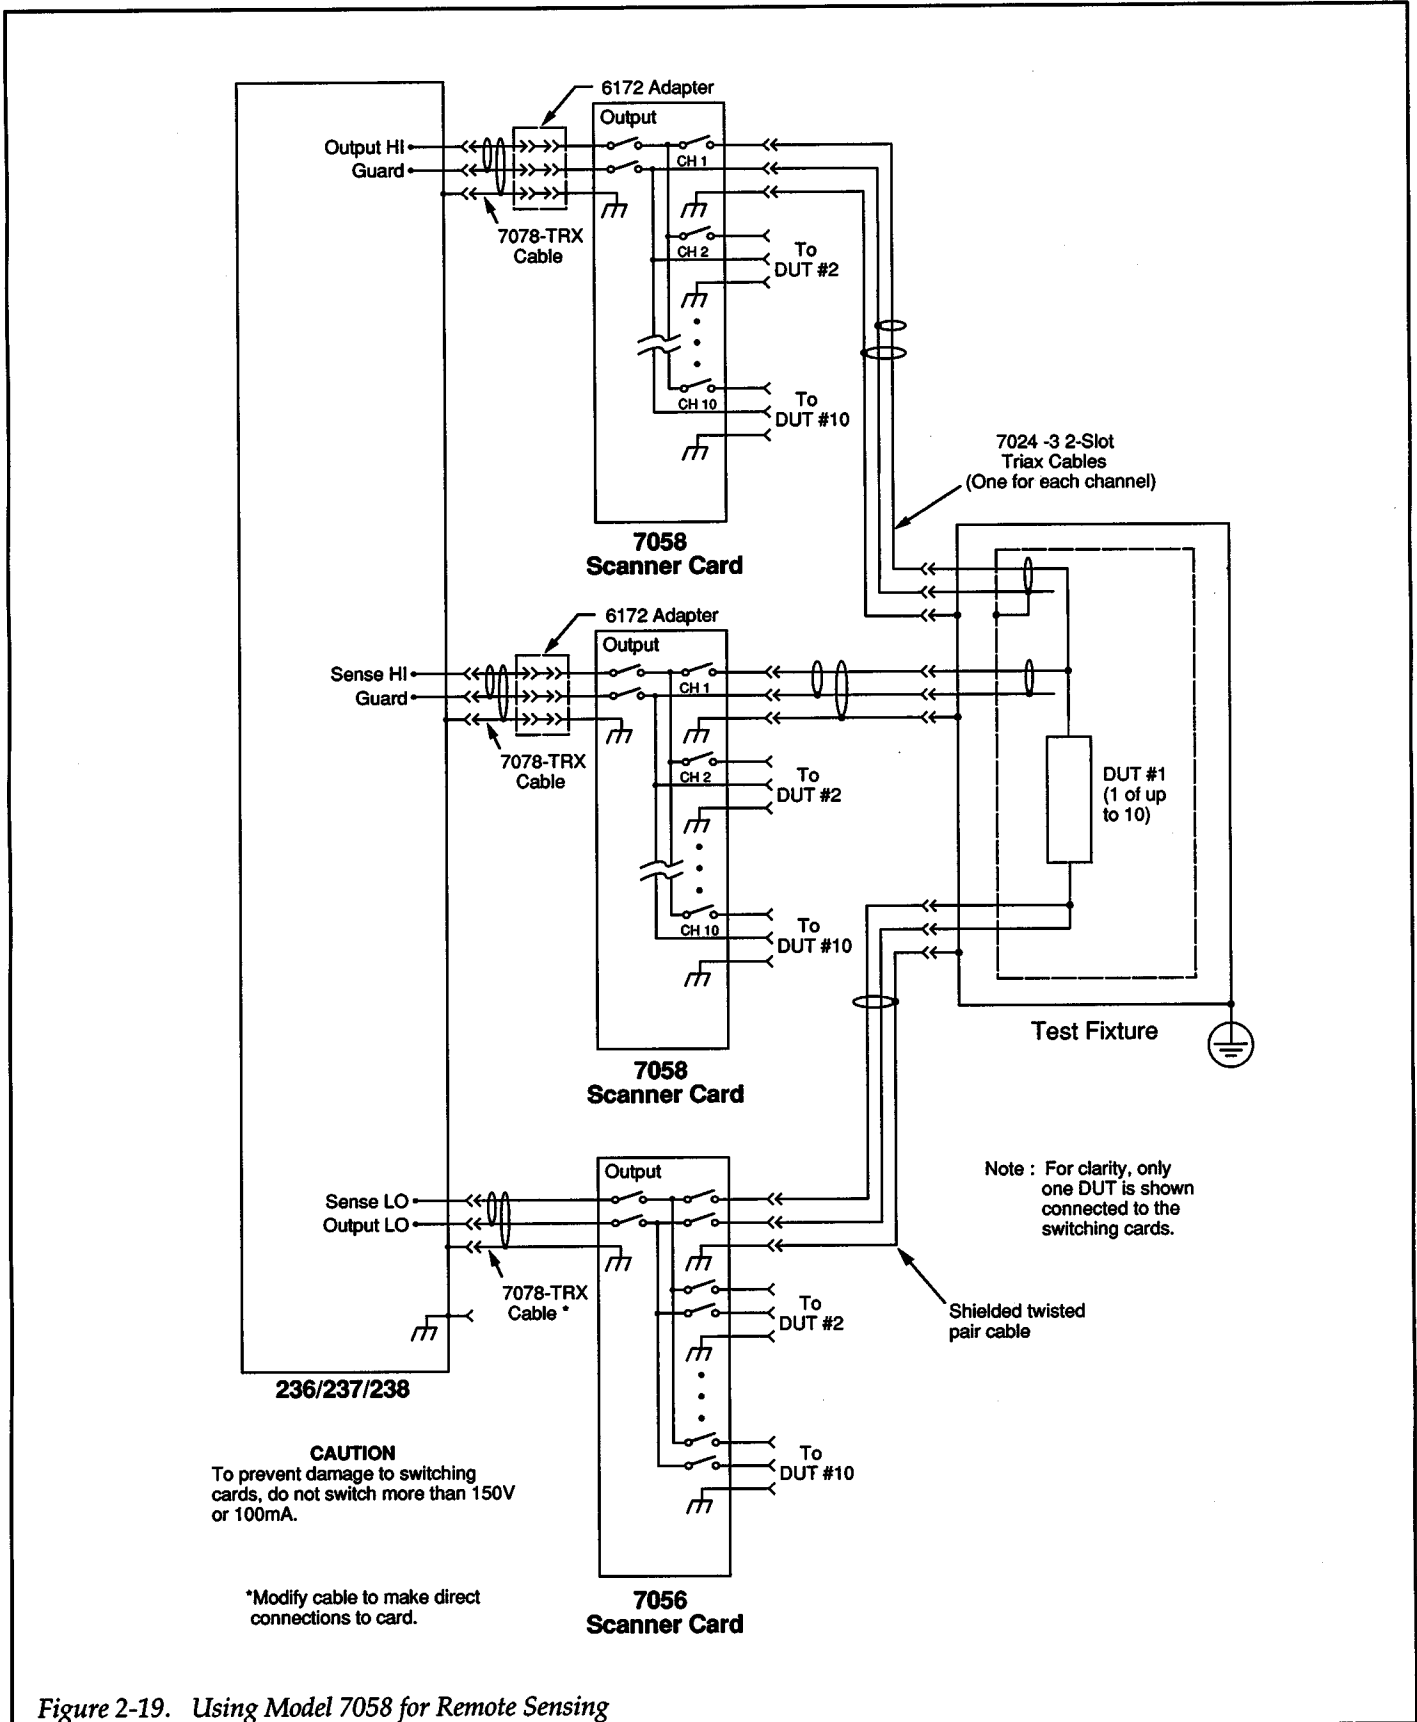 6172 Adapter
Output
Output HI
Guard
CH 1
7078-TRX
Cable
CH 2
To
DUT #2
CH 10
To
DUT #10
7058
Scanner Card
7024 -3 2-Slot
Triax Cables
(One for each channel)
6172 Adapter
Output
Sense HI
Guard
CH 1
7078-TRX
Cable
CH 2
To
DUT #2
CH 10
To
DUT #10
7058
Scanner Card
DUT #1
(1 of up
to 10)
Test Fixture
Output
Sense LO
Output LO
7078-TRX
Cable *
To
DUT #2
To
DUT #10
7056
Scanner Card
Note : For clarity, only
one DUT is shown
connected to the
switching cards.
Shielded twisted
pair cable
236/237/238
CAUTION
To prevent damage to switching
cards, do not switch more than 150V
or 100mA.
*Modify cable to make direct
connections to card.
Figure 2-19. Using Model 7058 for Remote Sensing